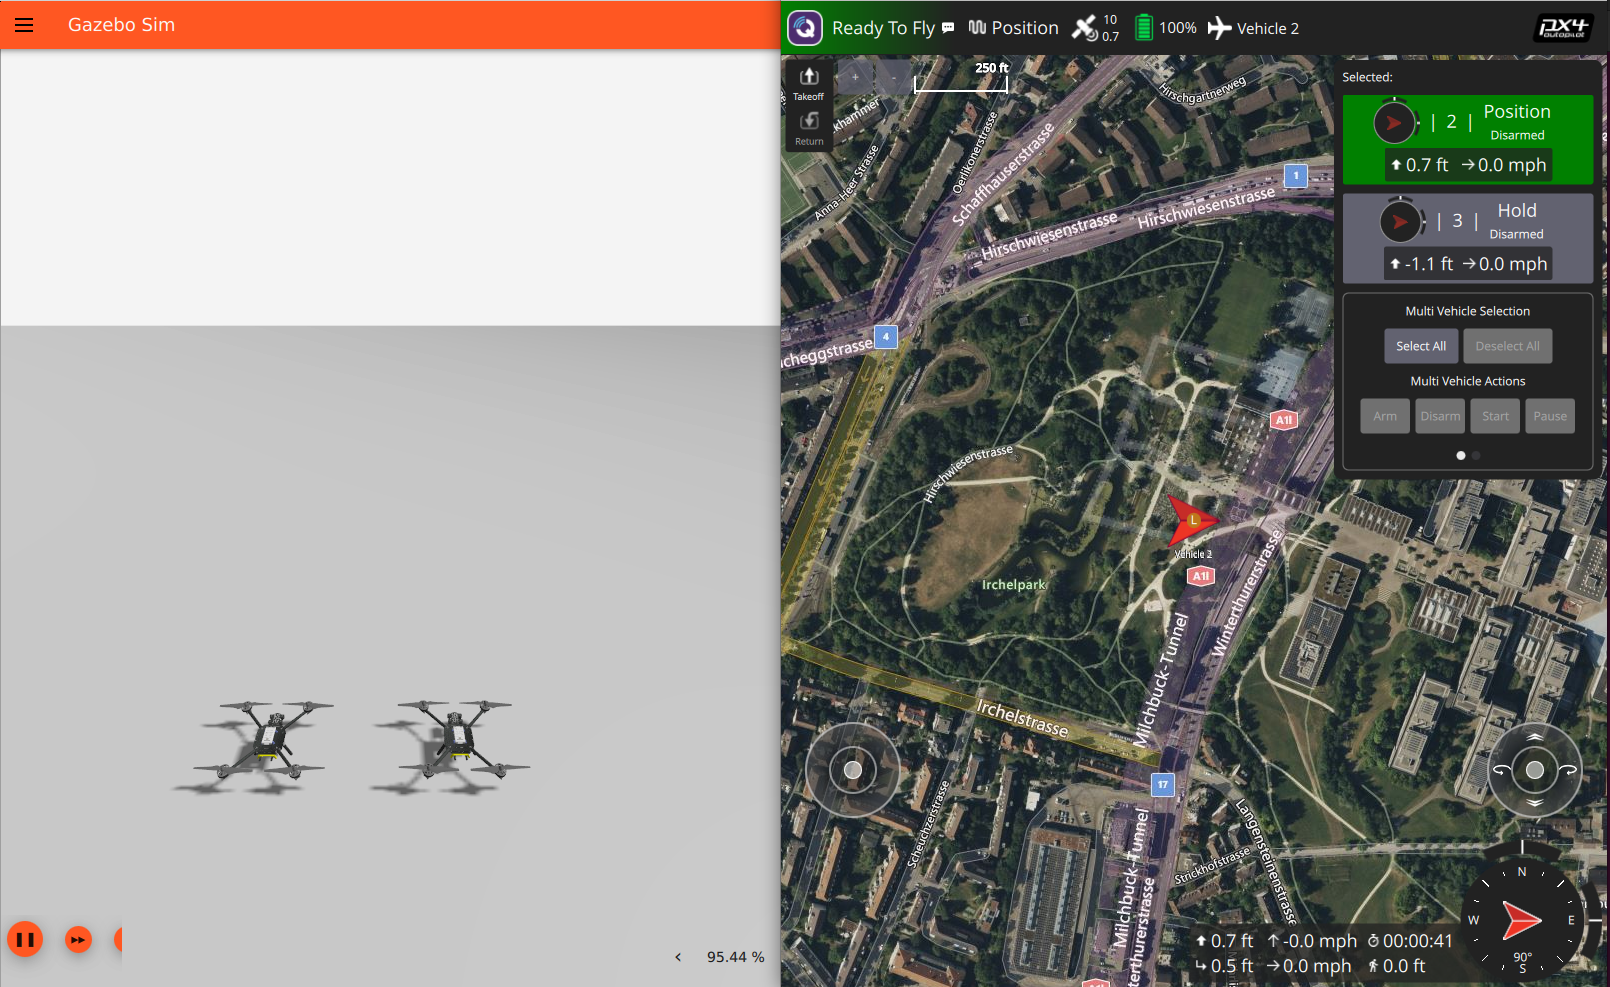 Gazebo Sim
95.44 %
Ready To Fly
Position
10
0.7
100%
Vehicle 2
PX4
autopilot
Takeoff
Return
+
-
250 ft
Hirschgartnerweg
khammer
Anna-Heer Strasse
Oerlikonerstrasse
Schaffhauserstrasse
Hirschwiesenstrasse
Hirschwiesenstrasse
1
4
cheggstrasse
Hirschwiesenstrasse
A1l
Irchelpark
L
Vehicle 2
A1l
Winterthurerstrasse
Milchbuck-Tunnel
Irchelstrasse
17
Scheuchzerstrasse
Langensteinenstrasse
Strickhofstrasse
Milchbuck-Tunnel
terthurerstrasse
Selected:
| 2 |
Position
Disarmed
0.7 ft
0.0 mph
| 3 |
Hold
Disarmed
-1.1 ft
0.0 mph
Multi Vehicle Selection
Select All
Deselect All
Multi Vehicle Actions
Arm
Disarm
Start
Pause
0.7 ft
-0.0 mph
00:00:41
0.5 ft
0.0 mph
0.0 ft
N
W
E
90°
S